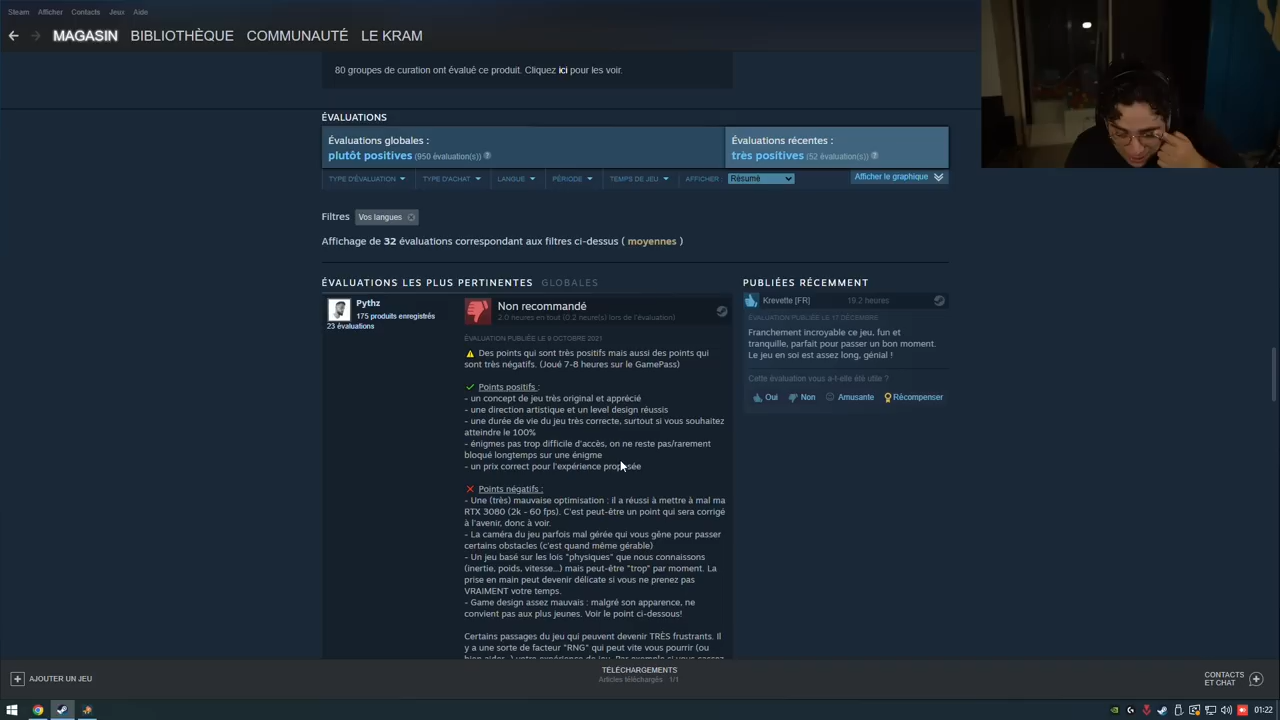 Steam Afficher Contacts Jeux Aide
MAGASIN BIBLIOTHÈQUE COMMUNAUTÉ LE KRAM
80 groupes de curation ont évalué ce produit. Cliquez ici pour les voir.
ÉVALUATIONS
Évaluations globales :
plutôt positives (950 évaluation(s))
Évaluations récentes :
très positives (52 évaluation(s))
TYPE D'ÉVALUATION TYPE D'ACHAT LANGUE PÉRIODE TEMPS DE JEU AFFICHER Résumé Afficher le graphique
Filtres Vos langues
Affichage de 32 évaluations correspondant aux filtres ci-dessus ( moyennes )
ÉVALUATIONS LES PLUS PERTINENTES GLOBALES
Pythz
175 produits enregistrés
23 évaluations
Non recommandé
2.0 heures en tout (0.2 heure(s) lors de l'évaluation)
ÉVALUATION PUBLIÉE LE 9 OCTOBRE 2021
Des points qui sont très positifs mais aussi des points qui
sont très négatifs. (Joué 7-8 heures sur le GamePass)
Points positifs :
- un concept de jeu très original et apprécié
- une direction artistique et un level design réussis
- une durée de vie du jeu très correcte, surtout si vous souhaitez
atteindre le 100%
- énigmes pas trop difficile d'accès, on ne reste pas/rarement
bloqué longtemps sur une énigme
- un prix correct pour l'expérience proposée
Points négatifs :
- Une (très) mauvaise optimisation : il a réussi à mettre à mal ma
RTX 3080 (2k - 60 fps). C'est peut-être un point qui sera corrigé
à l'avenir, donc à voir.
- La caméra du jeu parfois mal gérée qui vous gêne pour passer
certains obstacles (c'est quand même gérable)
- Un jeu basé sur les lois "physiques" que nous connaissons
(inertie, poids, vitesse...) mais peut-être "trop" par moment. La
prise en main peut devenir délicate si vous ne prenez pas
VRAIMENT votre temps.
- Game design assez mauvais : malgré son apparence, ne
convient pas aux plus jeunes. Voir le point ci-dessous!
Certains passages du jeu qui peuvent devenir TRÈS frustrants. Il
y a une sorte de facteur "RNG" qui peut vite vous pourrir (ou
PUBLIÉES RÉCEMMENT
Krevette [FR] 19.2 heures
ÉVALUATION PUBLIÉE LE 17 DÉCEMBRE
Franchement incroyable ce jeu, fun et
tranquille, parfait pour passer un bon moment.
Le jeu en soi est assez long, génial !
Cette évaluation vous a-t-elle été utile ?
Oui Non Amusante Récompenser
AJOUTER UN JEU
TÉLÉCHARGEMENTS
Articles téléchargés 1/1
CONTACTS
ET CHAT
01:22